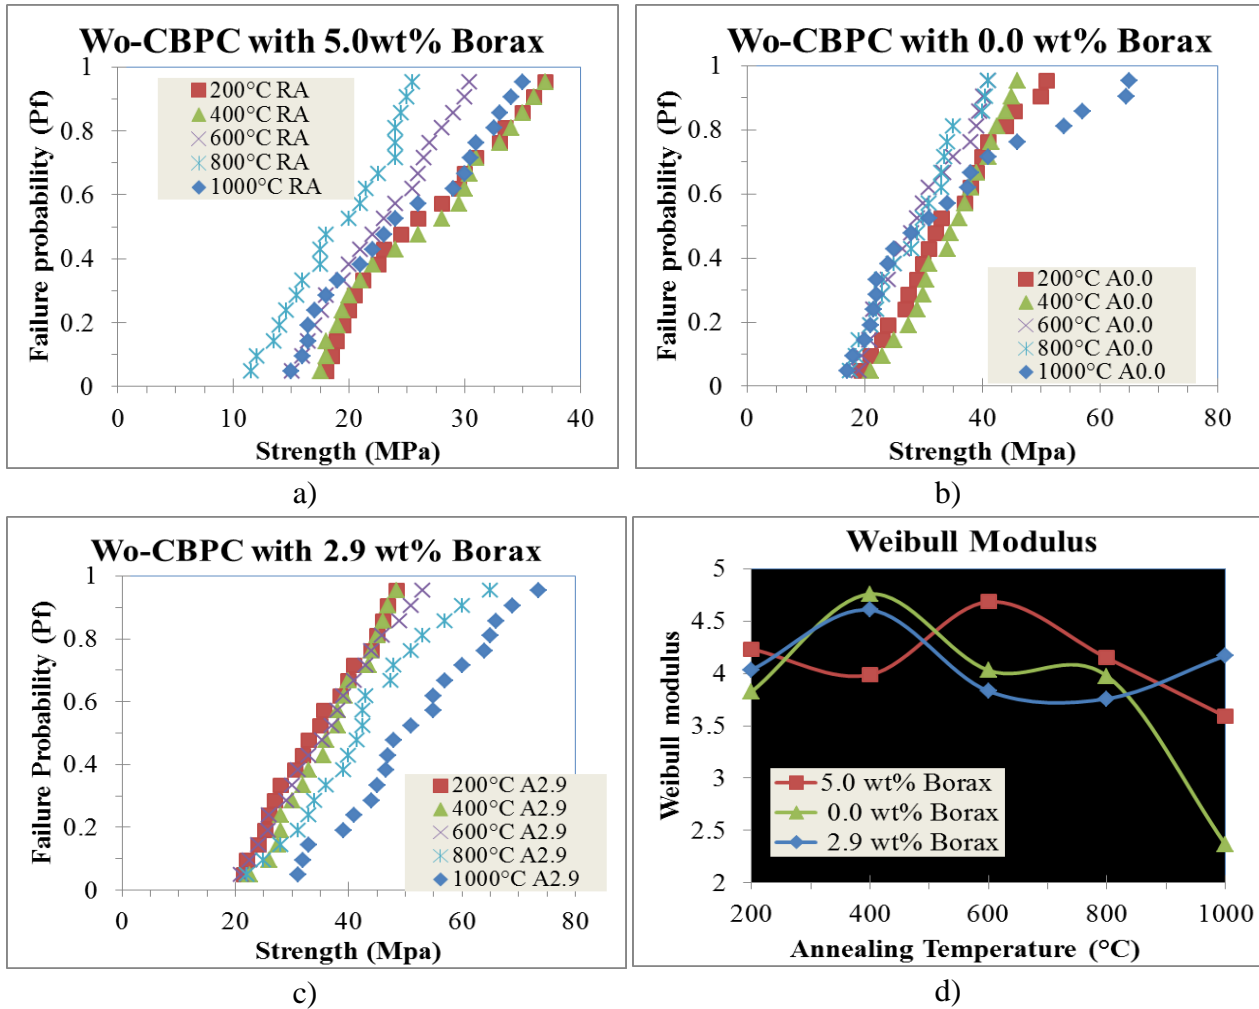 Wo-CBPC with 5.0wt% Borax
Failure probability (Pf)
1
0.8
0.6
0.4
0.2
0
200°C RA
400°C RA
600°C RA
800°C RA
1000°C RA
0 10 20 30 40
Strength (MPa)
a)
Wo-CBPC with 0.0 wt% Borax
Failure probability (Pf)
1
0.8
0.6
0.4
0.2
0
200°C A0.0
400°C A0.0
600°C A0.0
800°C A0.0
1000°C A0.0
0 20 40 60 80
Strength (Mpa)
b)
Wo-CBPC with 2.9 wt% Borax
Failure Probability (Pf)
1
0.8
0.6
0.4
0.2
0
200°C A2.9
400°C A2.9
600°C A2.9
800°C A2.9
1000°C A2.9
0 20 40 60 80
Strength (Mpa)
c)
Weibull Modulus
Weibull modulus
5
4.5
4
3.5
3
2.5
2
5.0 wt% Borax
0.0 wt% Borax
2.9 wt% Borax
200 400 600 800 1000
Annealing Temperature (°C)
d)